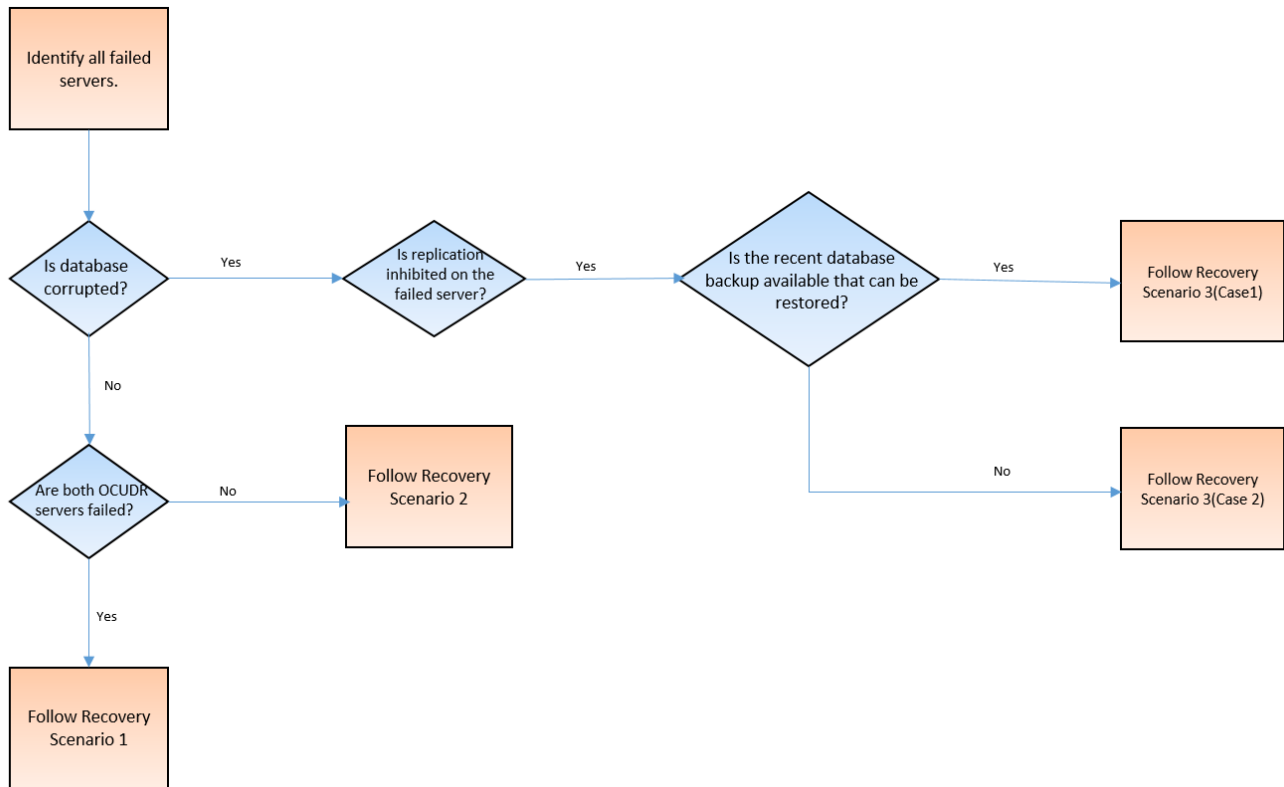 Identify all failed
servers.
Is database
corrupted?
Yes
Is replication
inhibited on the
failed server?
Yes
Is the recent database
backup available that can be
restored?
Yes
Follow Recovery
Scenario 3(Case1)
No
Are both OCUDR
servers failed?
No
Follow Recovery
Scenario 2
No
Follow Recovery
Scenario 3(Case 2)
Yes
Follow Recovery
Scenario 1